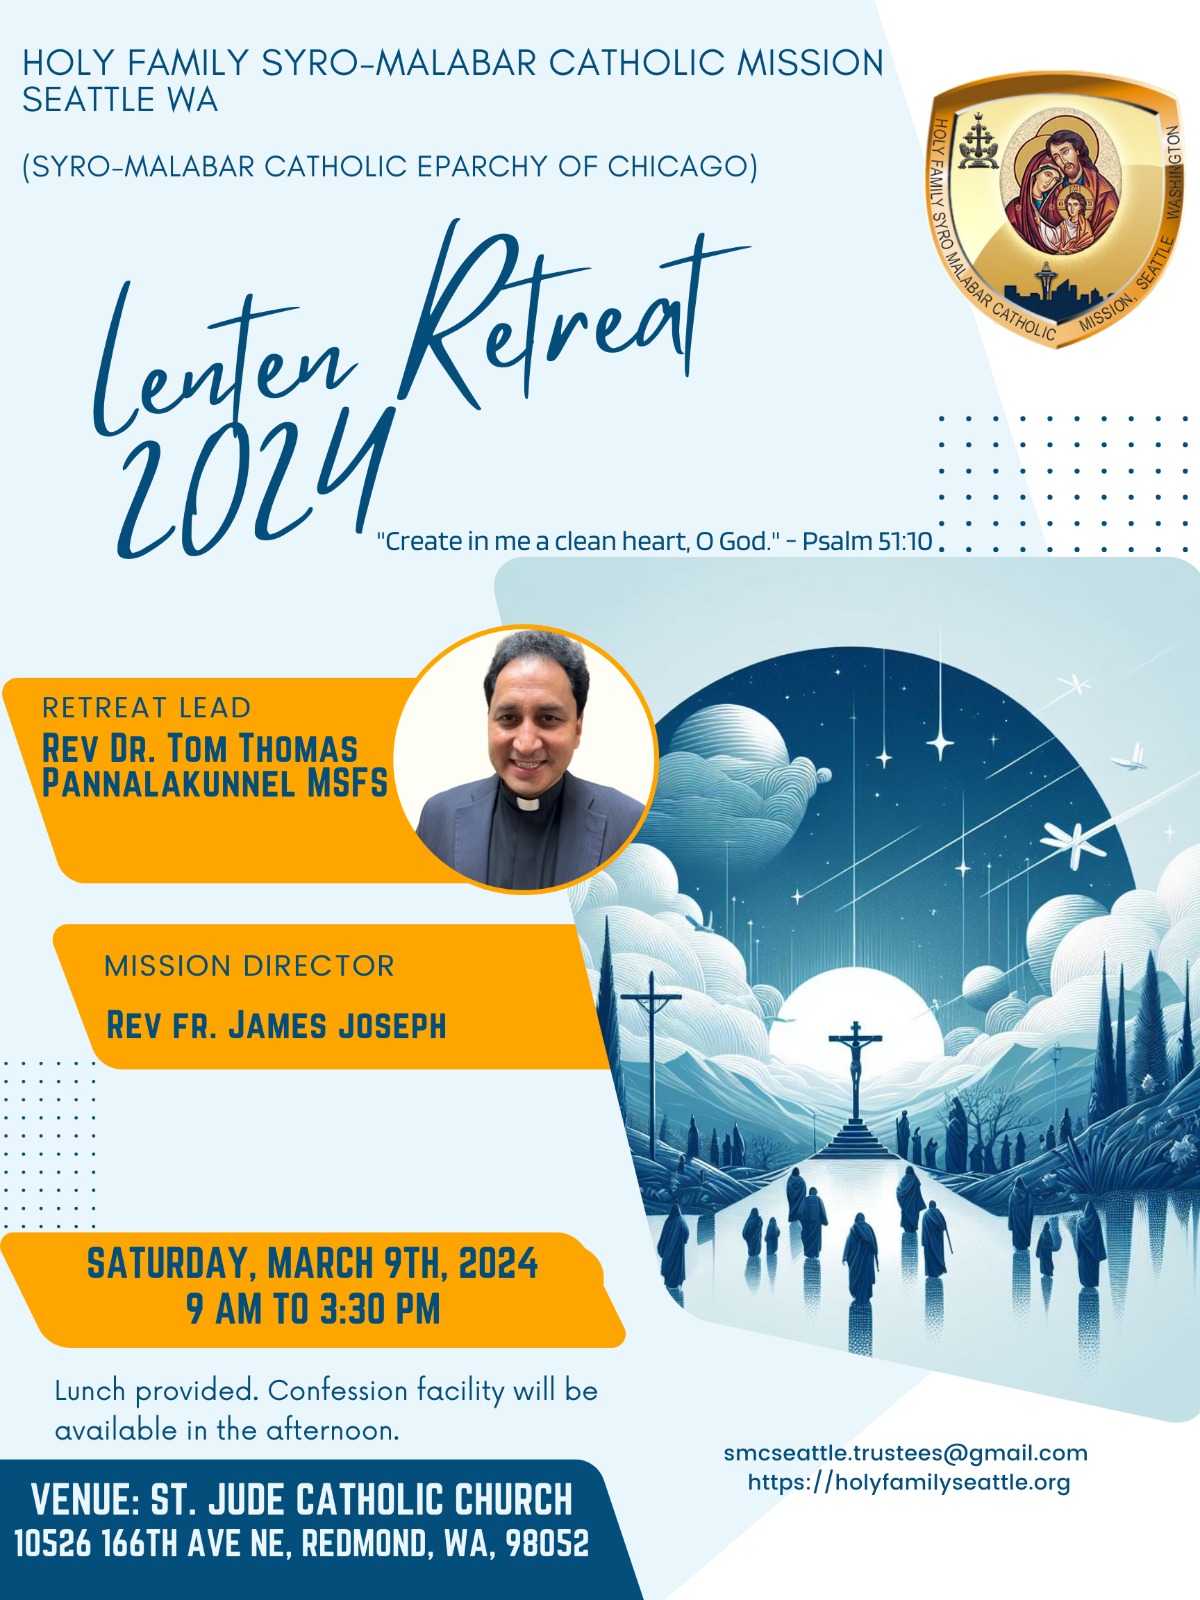 HOLY FAMILY SYRO-MALABAR CATHOLIC MISSION
SEATTLE WA
(SYRO-MALABAR CATHOLIC EPARCHY OF CHICAGO)
HOLY FAMILY SYRO MALABAR CATHOLIC MISSION, SEATTLE WASHINGTON
Lenten Retreat
2024
"Create in me a clean heart, O God." - Psalm 51:10
RETREAT LEAD
REV DR. TOM THOMAS
PANNALAKUNNEL MSFS
MISSION DIRECTOR
REV FR. JAMES JOSEPH
SATURDAY, MARCH 9TH, 2024
9 AM TO 3:30 PM
Lunch provided. Confession facility will be
available in the afternoon.
VENUE: ST. JUDE CATHOLIC CHURCH
10526 166TH AVE NE, REDMOND, WA, 98052
smcseattle.trustees@gmail.com
https://holyfamilyseattle.org